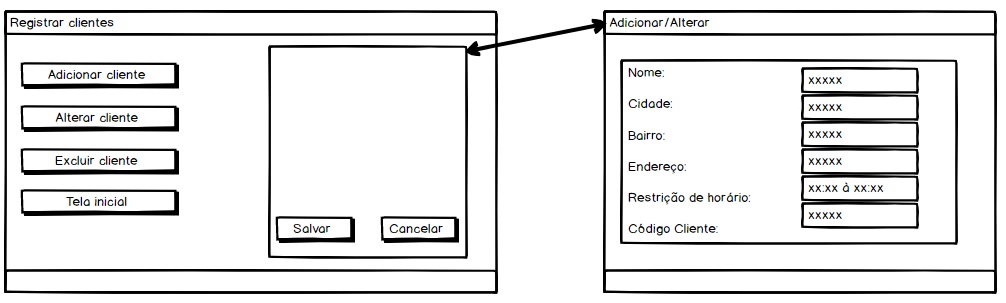 Registrar clientes
Adicionar cliente
Alterar cliente
Excluir cliente
Tela inicial
Salvar
Cancelar
Adicionar/Alterar
Nome:
xxxxx
Cidade:
xxxxx
Bairro:
xxxxx
Endereço:
xxxxx
Restrição de horário:
xx:xx à xx:xx
Código Cliente:
xxxxx